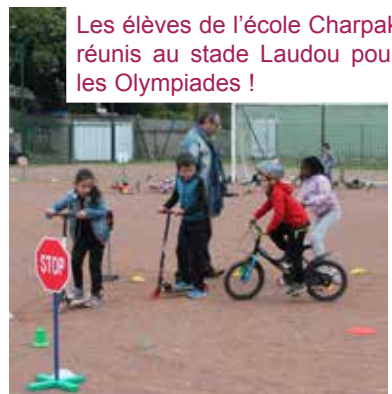 Les élèves de l'école Charpak
réunis au stade Laudou pou
les Olympiades !
STOP